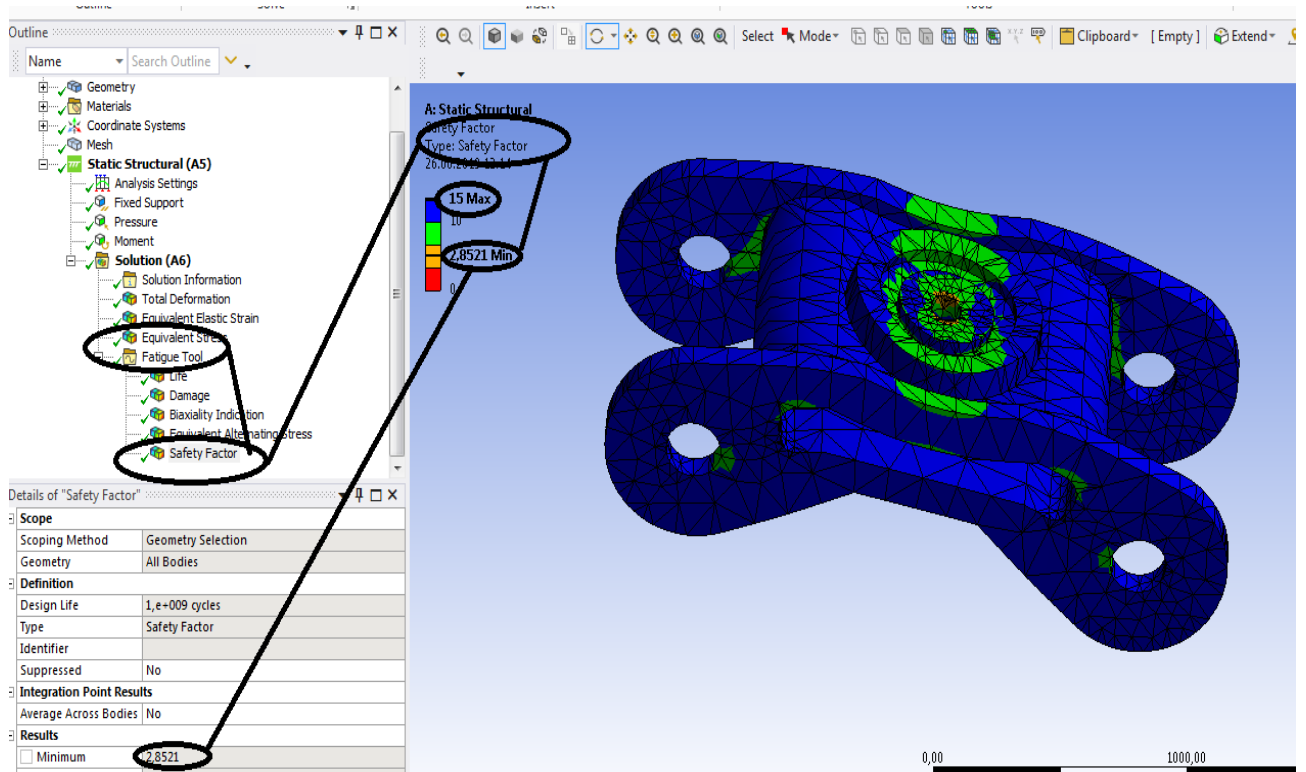 Outline
Name
Search Outline
Geometry
Materials
Coordinate Systems
Mesh
Static Structural (A5)
Analysis Settings
Fixed Support
Pressure
Moment
Solution (A6)
Solution Information
Total Deformation
Equivalent Elastic Strain
Equivalent Stress
Fatigue Tool
Life
Damage
Biaxiality Indication
Equivalent Alternating Stress
Safety Factor
Details of "Safety Factor"
Scope
Scoping Method Geometry Selection
Geometry All Bodies
Definition
Design Life 1,e+009 cycles
Type Safety Factor
Identifier
Suppressed No
Integration Point Results
Average Across Bodies No
Results
Minimum 2,8521
Select Mode Clipboard [ Empty ] Extend
A: Static Structural
Safety Factor
Type: Safety Factor
15 Max
10
2,8521 Min
0
0,00 1000,00